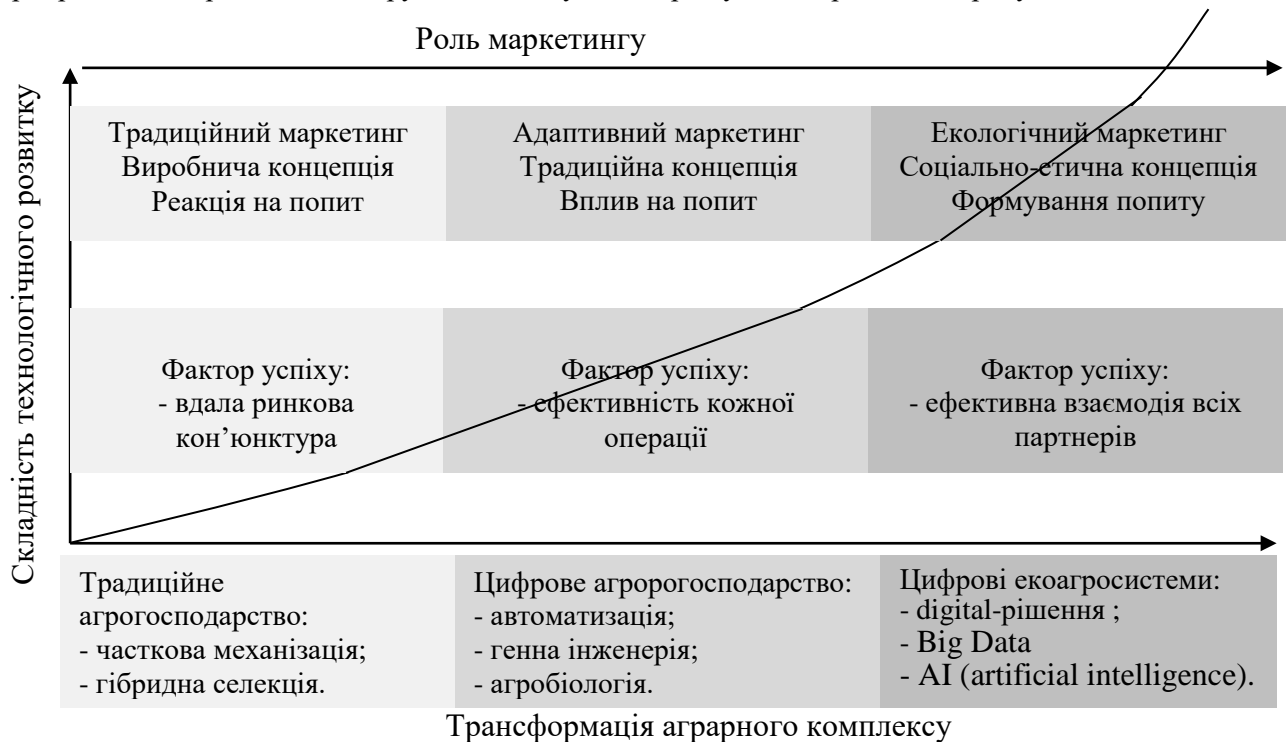 Роль маркетингу
Складність технологічного розвитку
Традиційний маркетинг
Виробнича концепція
Реакція на попит
Адаптивний маркетинг
Традиційна концепція
Вплив на попит
Екологічний маркетинг
Соціально-етична концепція
Формування попиту
Фактор успіху:
- вдала ринкова
кон’юнктура
Фактор успіху:
- ефективність кожної
операції
Фактор успіху:
- ефективна взаємодія всіх
партнерів
Традиційне
агрогосподарство:
- часткова механізація;
- гібридна селекція.
Цифрове агророгосподарство:
- автоматизація;
- генна інженерія;
- агробіологія.
Цифрові екоагросистеми:
- digital-рішення ;
- Big Data
- AI (artificial intelligence).
Трансформація аграрного комплексу